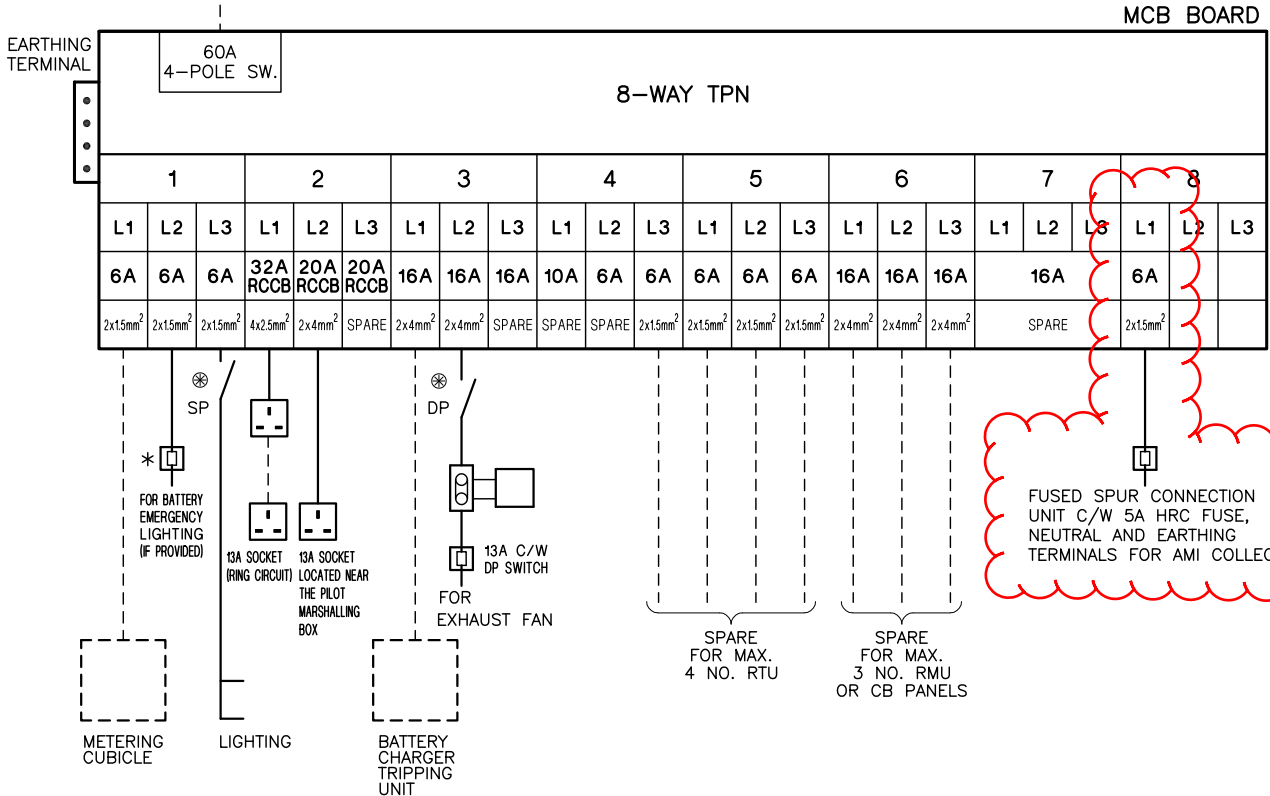 MCB BOARD
EARTHING
TERMINAL
60A
4-POLE SW.
8-WAY TPN
1 2 3 4 5 6 7 8
L1 L2 L3 L1 L2 L3 L1 L2 L3 L1 L2 L3 L1 L2 L3 L1 L2 L3 L1 L2 L3 L1 L2 L3
6A 6A 6A 32A RCCB 20A RCCB 20A RCCB 16A 16A 16A 10A 6A 6A 6A 6A 6A 16A 16A 16A 16A 6A
2x1.5mm² 2x1.5mm² 2x1.5mm² 4x2.5mm² 2x4mm² SPARE 2x4mm² 2x4mm² SPARE SPARE SPARE 2x1.5mm² 2x1.5mm² 2x1.5mm² 2x1.5mm² 2x4mm² 2x4mm² 2x4mm² SPARE 2x1.5mm²
SP
DP
*
FOR BATTERY
EMERGENCY
LIGHTING
(IF PROVIDED)
13A SOCKET
(RING CIRCUIT)
13A SOCKET
LOCATED NEAR
THE PILOT
MARSHALLING
BOX
13A C/W
DP SWITCH
FOR
EXHAUST FAN
FUSED SPUR CONNECTION
UNIT C/W 5A HRC FUSE,
NEUTRAL AND EARTHING
TERMINALS FOR AMI COLLEC
SPARE
FOR MAX.
4 NO. RTU
SPARE
FOR MAX.
3 NO. RMU
OR CB PANELS
METERING
CUBICLE
LIGHTING
BATTERY
CHARGER
TRIPPING
UNIT